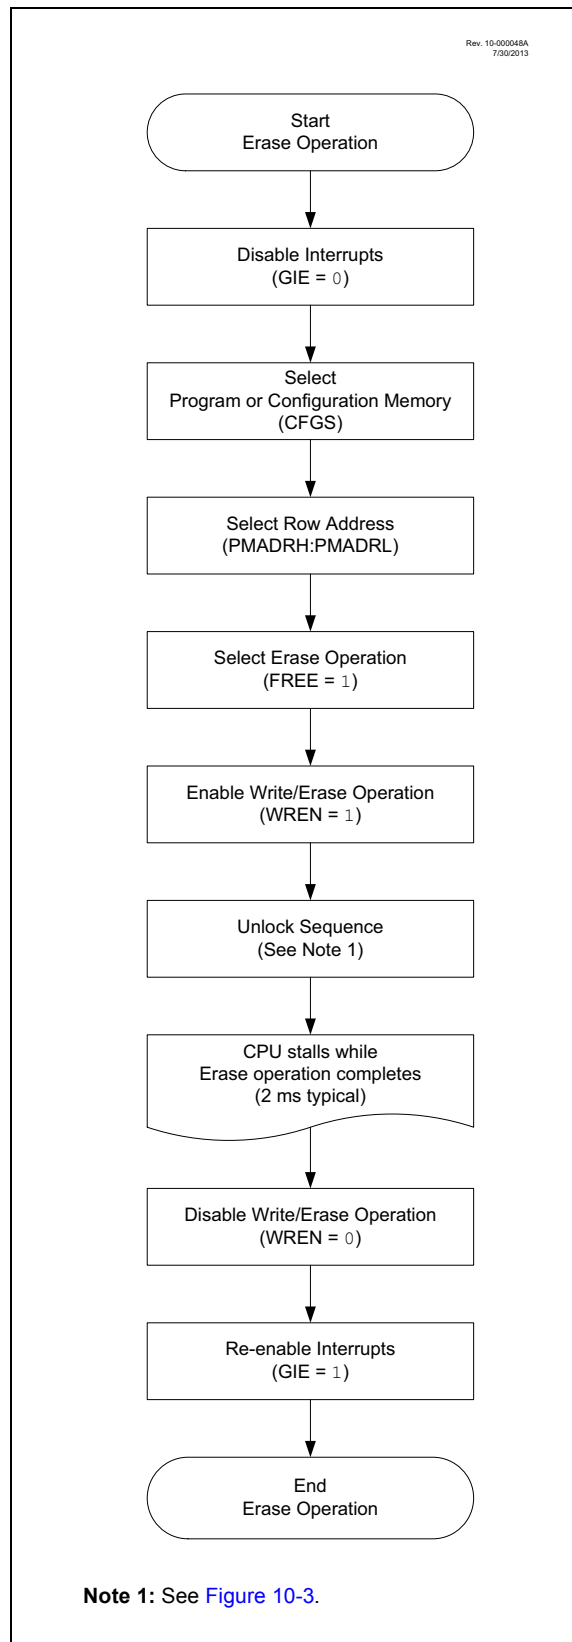 Rev. 10-000048A
7/30/2013
Start
Erase Operation
Disable Interrupts
(GIE = 0)
Select
Program or Configuration Memory
(CFGS)
Select Row Address
(PMADRH:PMADRL)
Select Erase Operation
(FREE = 1)
Enable Write/Erase Operation
(WREN = 1)
Unlock Sequence
(See Note 1)
CPU stalls while
Erase operation completes
(2 ms typical)
Disable Write/Erase Operation
(WREN = 0)
Re-enable Interrupts
(GIE = 1)
End
Erase Operation
Note 1: See Figure 10-3.